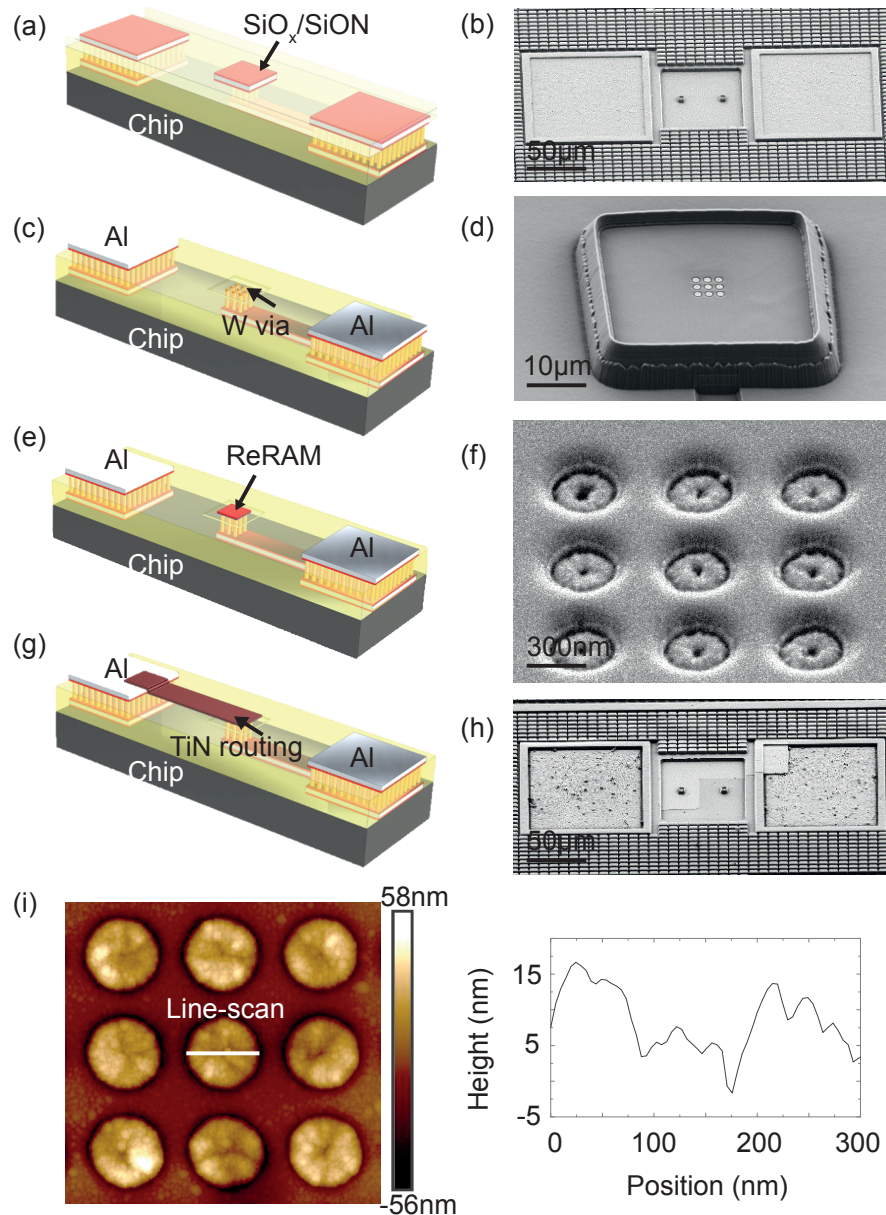 (a)
SiOx/SiON
Chip
(b)
50μm
(c)
Al
W via
Al
Chip
(d)
10μm
(e)
Al
ReRAM
Al
Chip
(f)
300nm
(g)
Al
TiN routing
Al
Chip
(h)
50μm
(i)
58nm
Line-scan
-56nm
Height (nm)
15
5
-5
0
100
200
300
Position (nm)